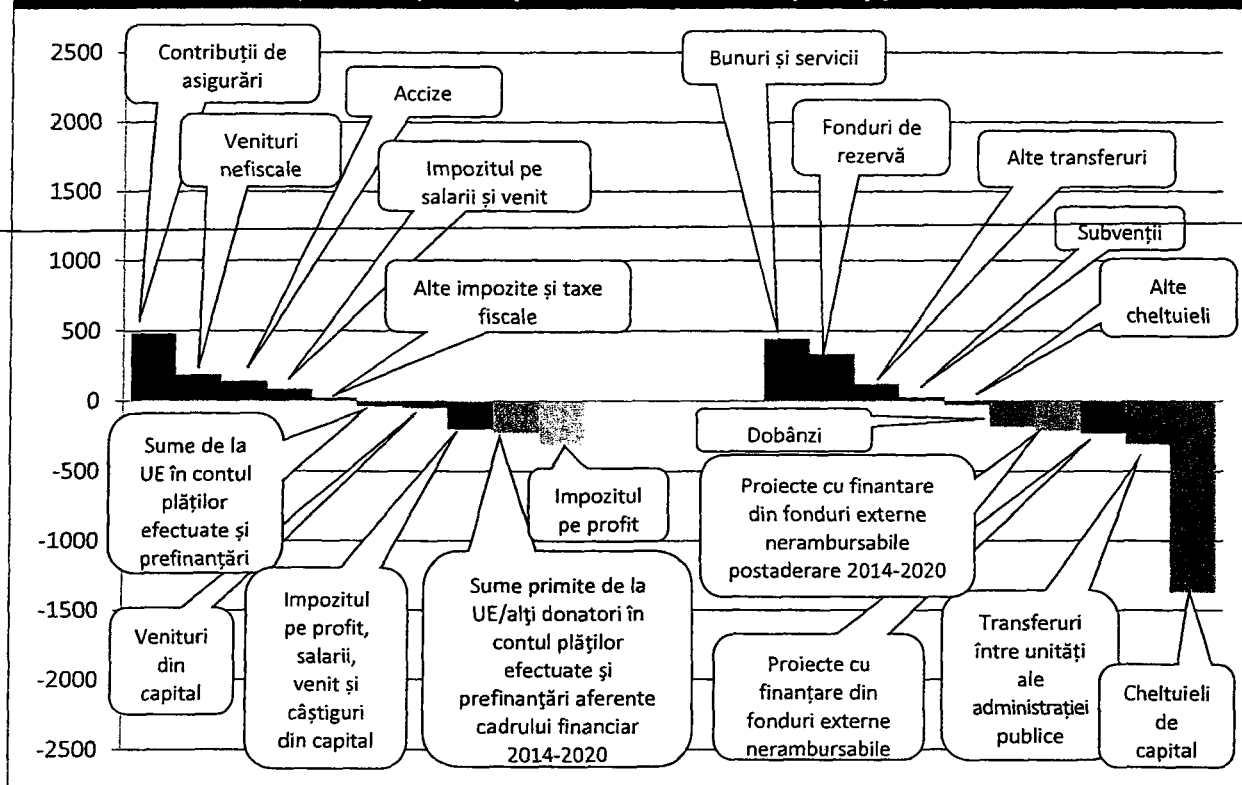 2500
2000
1500
1000
500
0
-500
-1000
-1500
-2000
-2500
Contribuții de
asigurări
Venituri
nefiscale
Accize
Impozitul pe
salarii și venit
Alte impozite și taxe
fiscale
Sume de la
UE în contul
plăților
efectuate și
prefinanțări
Venituri
din
capital
Impozitul
pe profit,
salarii,
venit și
câștiguri
din capital
Sume primite de la
UE/alți donatori în
contul plăților
efectuate şi
prefinanțări aferente
cadrului financiar
2014-2020
Impozitul
pe profit
Bunuri și servicii
Fonduri de
rezervă
Alte transferuri
Subvenții
Alte
cheltuieli
Dobânzi
Proiecte cu finantare
din fonduri externe
nerambursabile
postaderare 2014-2020
Proiecte cu
finanțare din
fonduri externe
nerambursabile
Transferuri
între unități
ale
administrației
publice
Cheltuieli
de
capital